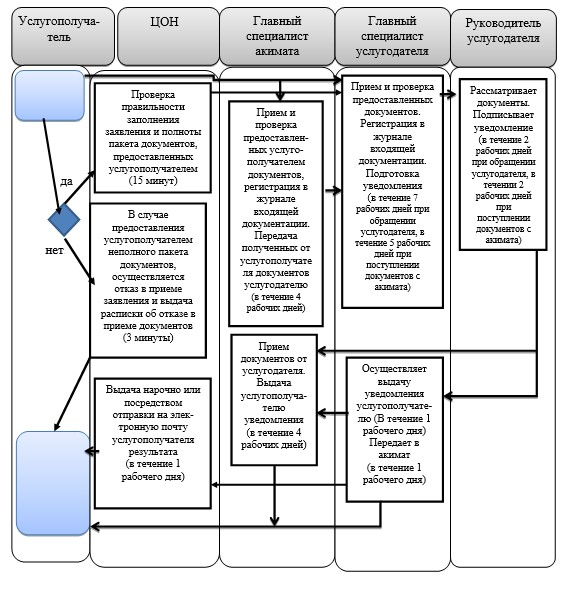 Услугополуча-
тель
ЦОН
Главный
специалист
акимата
Главный
специалист
услугодателя
Руководитель
услугодателя
да
нет
Проверка
правильности
заполнения
заявления и полноты
пакета документов,
предоставленных
услугополучателем
(15 минут)
В случае
предоставления
услугополучателем
неполного пакета
документов,
осуществляется
отказ в приеме
заявления и выдача
расписки об отказе в
приеме документов
(3 минуты)
Выдача нарочно или
посредством
отправки на элек-
тронную почту
услугополучателя
результата
(в течение 1
рабочего дня)
Прием и
проверка
предоставлен-
ных услуго-
получателем
документов,
регистрация в
журнале
входящей
документации.
Передача
полученных от
услугополучате
ля документов
услугодателю
(в течение 4
рабочих дней)
Прием
документов от
услугодателя.
Выдача
услугополуча-
телю
уведомления
(в течение 4
рабочих дней)
Прием и проверка
предоставленных
документов.
Регистрация в
журнале
входящей
документации.
Подготовка
уведомления
(в течение 7
рабочих дней при
обращении
услугодателя, в
течение 5 рабочих
дней при
поступлении
документов с
акимата)
Осуществляет
выдачу
уведомления
услугополучате-
лю (В течение 1
рабочего дня)
Передает в
акимат
(в течение 1
рабочего дня)
Рассматривает
документы.
Подписывает
уведомление
(в течение 2
рабочих дней
при обращении
услугодателя, в
течении 2
рабочих дней
при
поступлении
документов с
акимата)